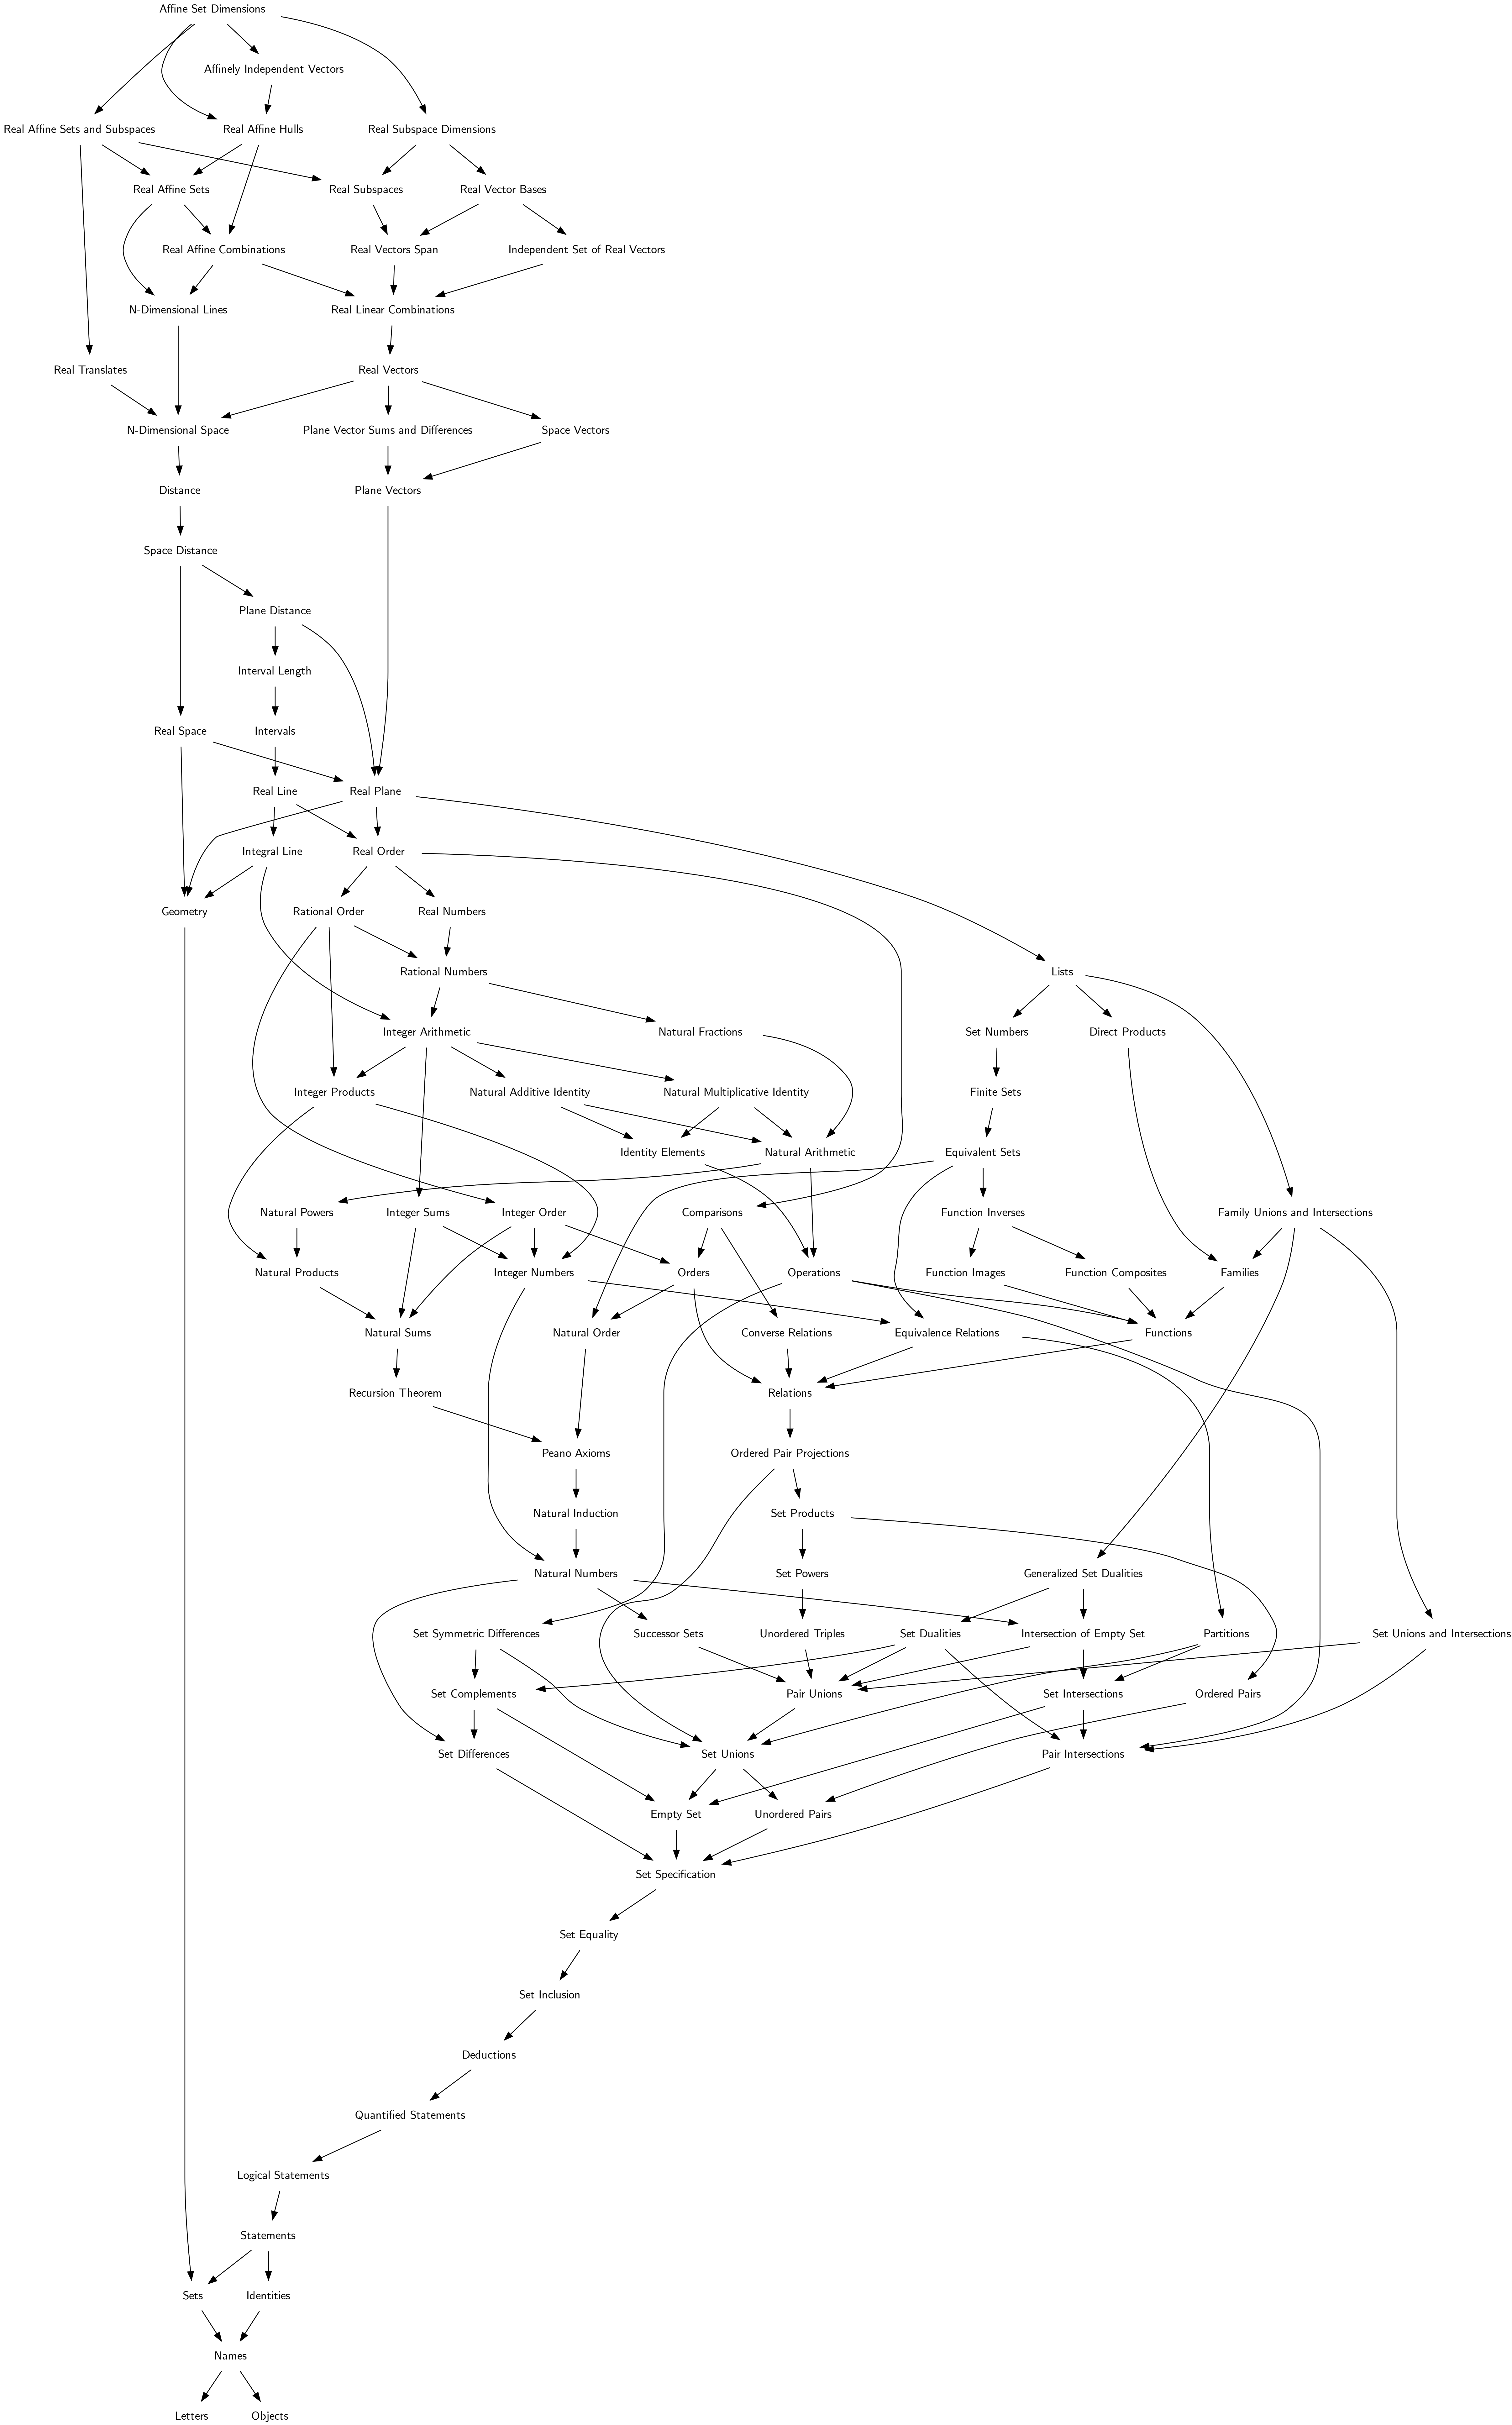 Affine Set Dimensions
Affinely Independent Vectors
Real Affine Sets and Subspaces
Real Affine Hulls
Real Subspace Dimensions
Real Affine Sets
Real Subspaces
Real Vector Bases
Real Affine Combinations
Real Vectors Span
Independent Set of Real Vectors
N-Dimensional Lines
Real Linear Combinations
Real Translates
Real Vectors
N-Dimensional Space
Plane Vector Sums and Differences
Space Vectors
Distance
Plane Vectors
Space Distance
Plane Distance
Interval Length
Real Space
Intervals
Real Line
Real Plane
Integral Line
Real Order
Geometry
Rational Order
Real Numbers
Rational Numbers
Lists
Integer Arithmetic
Natural Fractions
Set Numbers
Direct Products
Integer Products
Natural Additive Identity
Natural Multiplicative Identity
Finite Sets
Identity Elements
Natural Arithmetic
Equivalent Sets
Natural Powers
Integer Sums
Integer Order
Comparisons
Function Inverses
Family Unions and Intersections
Natural Products
Integer Numbers
Orders
Operations
Function Images
Function Composites
Families
Natural Sums
Natural Order
Converse Relations
Equivalence Relations
Functions
Recursion Theorem
Relations
Peano Axioms
Ordered Pair Projections
Natural Induction
Set Products
Natural Numbers
Set Powers
Generalized Set Dualities
Set Symmetric Differences
Successor Sets
Unordered Triples
Set Dualities
Intersection of Empty Set
Partitions
Set Unions and Intersections
Set Complements
Pair Unions
Set Intersections
Ordered Pairs
Set Differences
Set Unions
Pair Intersections
Empty Set
Unordered Pairs
Set Specification
Set Equality
Set Inclusion
Deductions
Quantified Statements
Logical Statements
Statements
Sets
Identities
Names
Letters
Objects